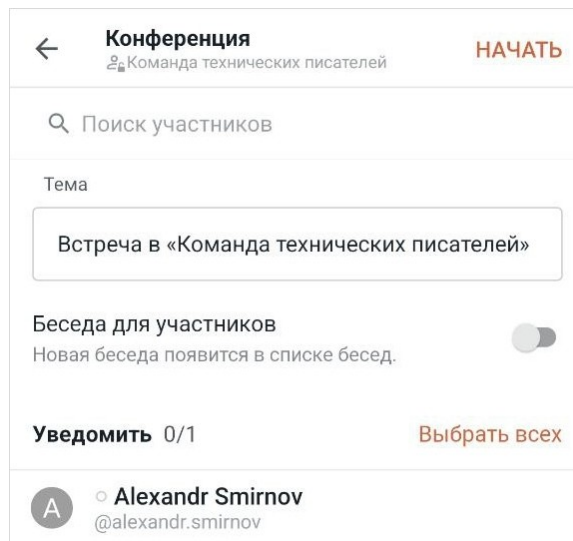 Конференция
НАЧАТЬ
Команда технических писателей
Поиск участников
Тема
Встреча в «Команда технических писателей»
Беседа для участников
Новая беседа появится в списке бесед.
Уведомить 0/1
Выбрать всех
A
Alexandr Smirnov
@alexandr.smirnov